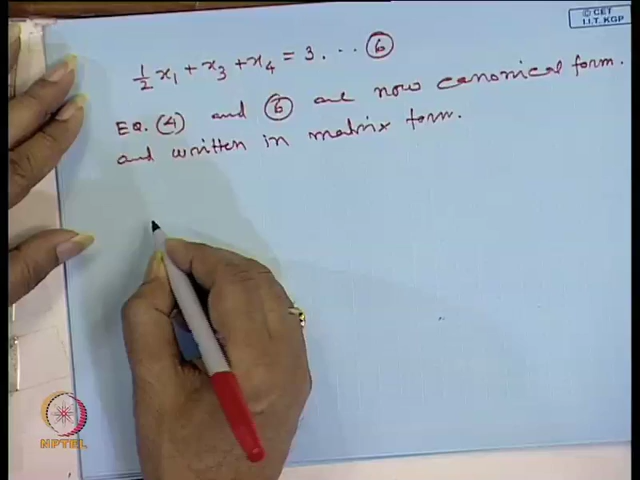 © CET
I.I.T. KGP
1/2 x₁ + x₃ + x₄ = 3 . ... ⑥
EQ. ④ and ⑥ are now canonical form.
and written in matrix form.
NPTEL